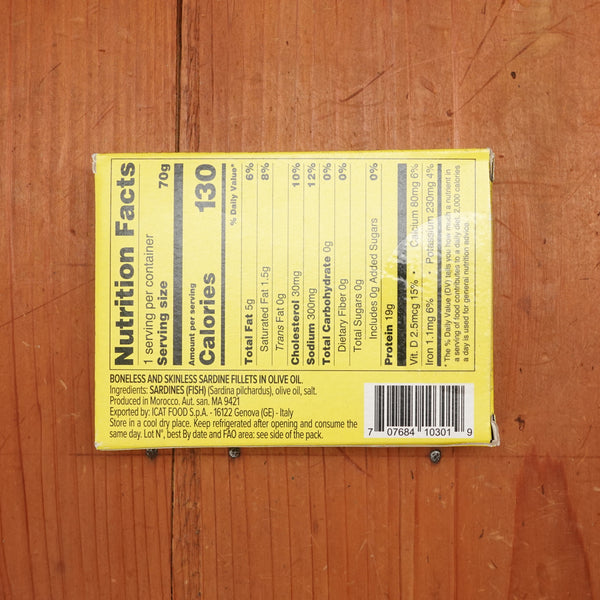 Nutrition Facts
1 serving per container
Serving size 70g
Amount per serving
Calories 130
% Daily Value*
Total Fat 5g 6%
Saturated Fat 1.5g 8%
Trans Fat 0g
Cholesterol 30mg 10%
Sodium 300mg 12%
Total Carbohydrate 0g 0%
Dietary Fiber 0g 0%
Total Sugars 0g
Includes 0g Added Sugars 0%
Protein 19g
Vit. D 2.5mcg 15% • Calcium 80mg 6%
Iron 1.1mg 6% • Potassium 230mg 4%
* The % Daily Value (DV) tells you how much a nutrient in
a serving of food contributes to a daily diet. 2,000 calories
a day is used for general nutrition advice.
BONELESS AND SKINLESS SARDINE FILLETS IN OLIVE OIL.
Ingredients: SARDINES (FISH) (Sardina pilchardus), olive oil, salt.
Produced in Morocco. Aut. san. MA 9421
Exported by: ICAT FOOD S.p.A. - 16122 Genova (GE) - Italy
Store in a cool dry place. Keep refrigerated after opening and consume the
same day. Lot N°, best By date and FAO area: see side of the pack.
7 07684 10301 9